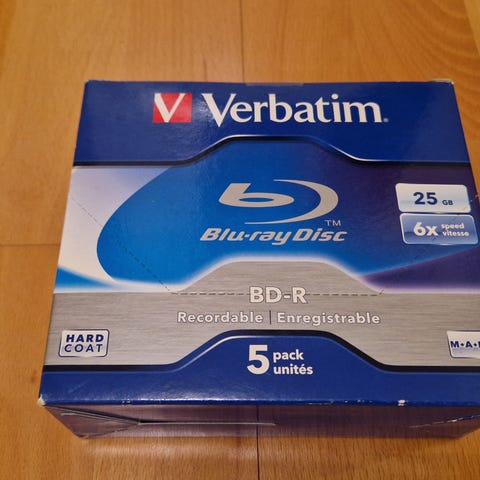 Verbatim
25 GB
TM
Blu-ray Disc
6x speed vitesse
BD-R
Recordable | Enregistrable
HARD COAT
5 pack unités